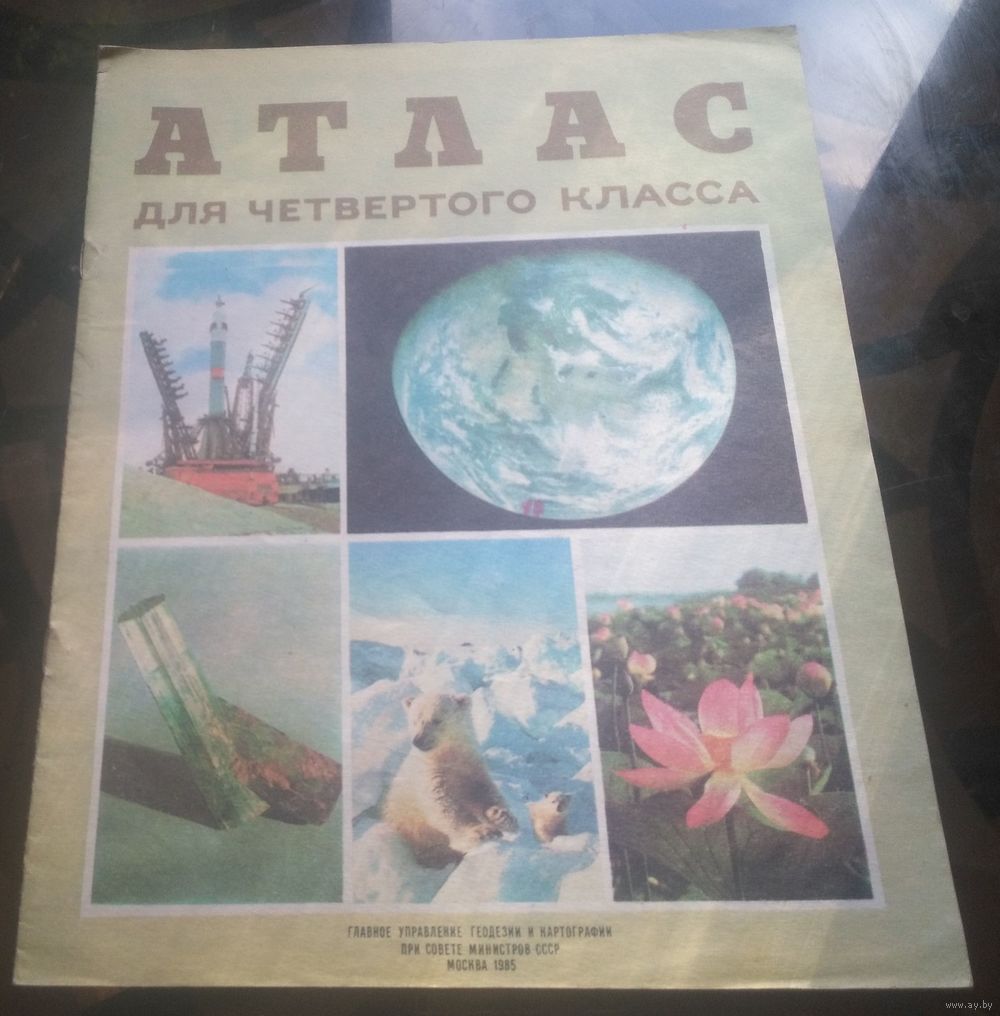 АТЛАС
ДЛЯ ЧЕТВЕРТОГО КЛАССА
ГЛАВНОЕ УПРАВЛЕНИЕ ГЕОДЕЗИИ И КАРТОГРАФИИ
ПРИ СОВЕТЕ МИНИСТРОВ СССР
МОСКВА 1985
www.ay.by